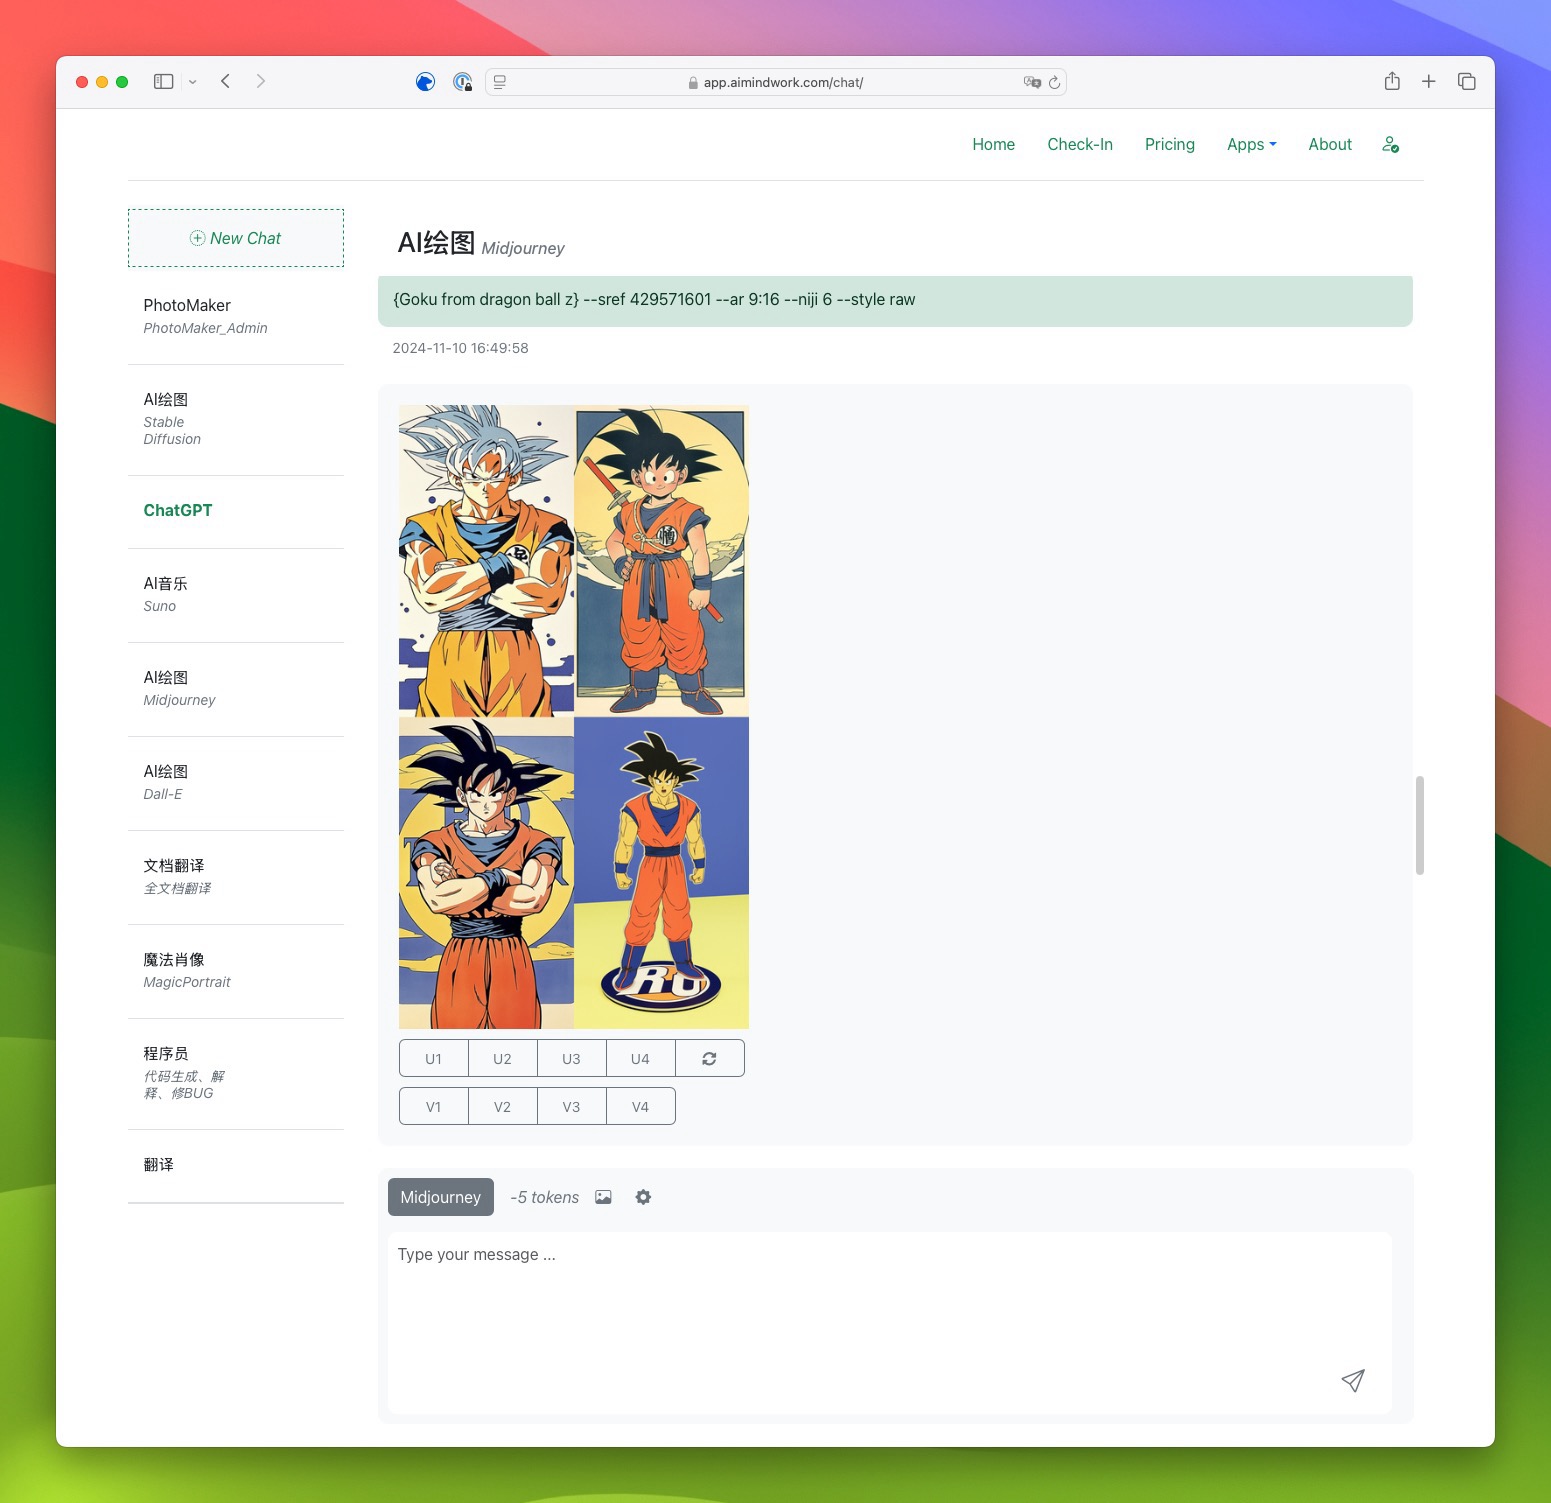 app.aimindwork.com/chat/
Home
Check-In
Pricing
Apps
About
New Chat
PhotoMaker
PhotoMaker_Admin
AI绘图
Stable
Diffusion
ChatGPT
AI音乐
Suno
AI绘图
Midjourney
AI绘图
Dall-E
文档翻译
全文档翻译
魔法肖像
MagicPortrait
程序员
代码生成、解
释、修BUG
翻译
AI绘图 Midjourney
{Goku from dragon ball z} --sref 429571601 --ar 9:16 --niji 6 --style raw
2024-11-10 16:49:58
U1
U2
U3
U4
V1
V2
V3
V4
Midjourney
-5 tokens
Type your message ...